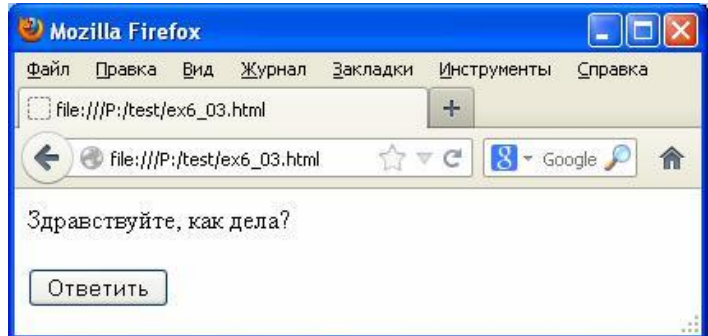 Mozilla Firefox
Файл Правка Вид Журнал Закладки Инструменты Справка
file:///P:/test/ex6_03.html +
file:///P:/test/ex6_03.html 8 Google
Здравствуйте, как дела?
Ответить